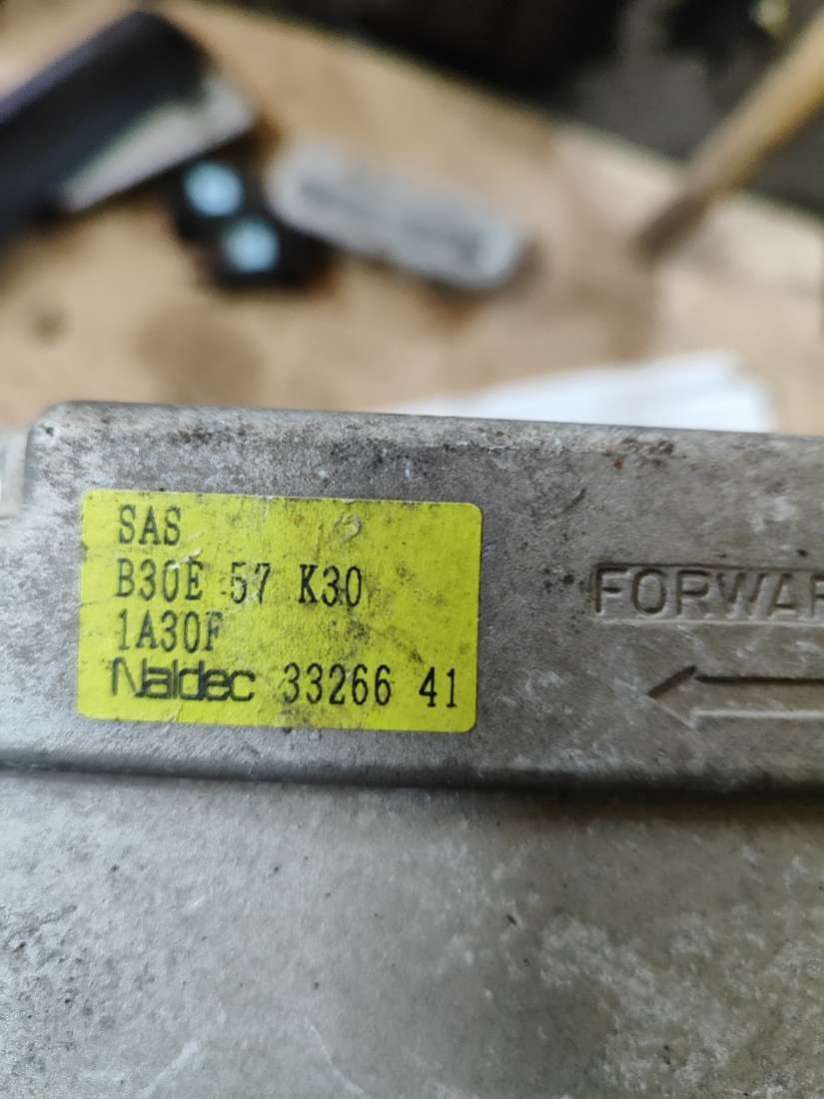 SAS
B30E 57 K30
1A30F
Naldec 33266 41
FORWAR